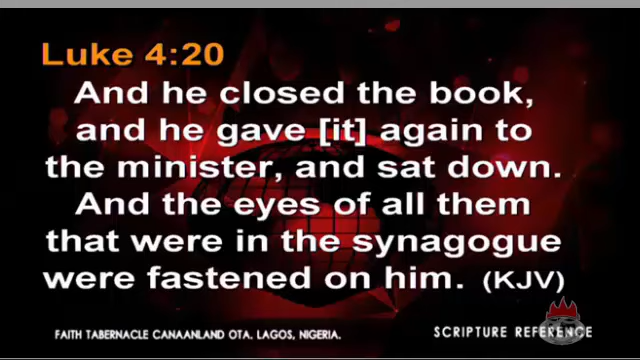 Luke 4:20
And he closed the book,
and he gave [it] again to
the minister, and sat down.
And the eyes of all them
that were in the synagogue
were fastened on him. (KJV)
FAITH TABERNACLE CANAANLAND OTA. LAGOS, NIGERIA.
SCRIPTURE REFERENCE